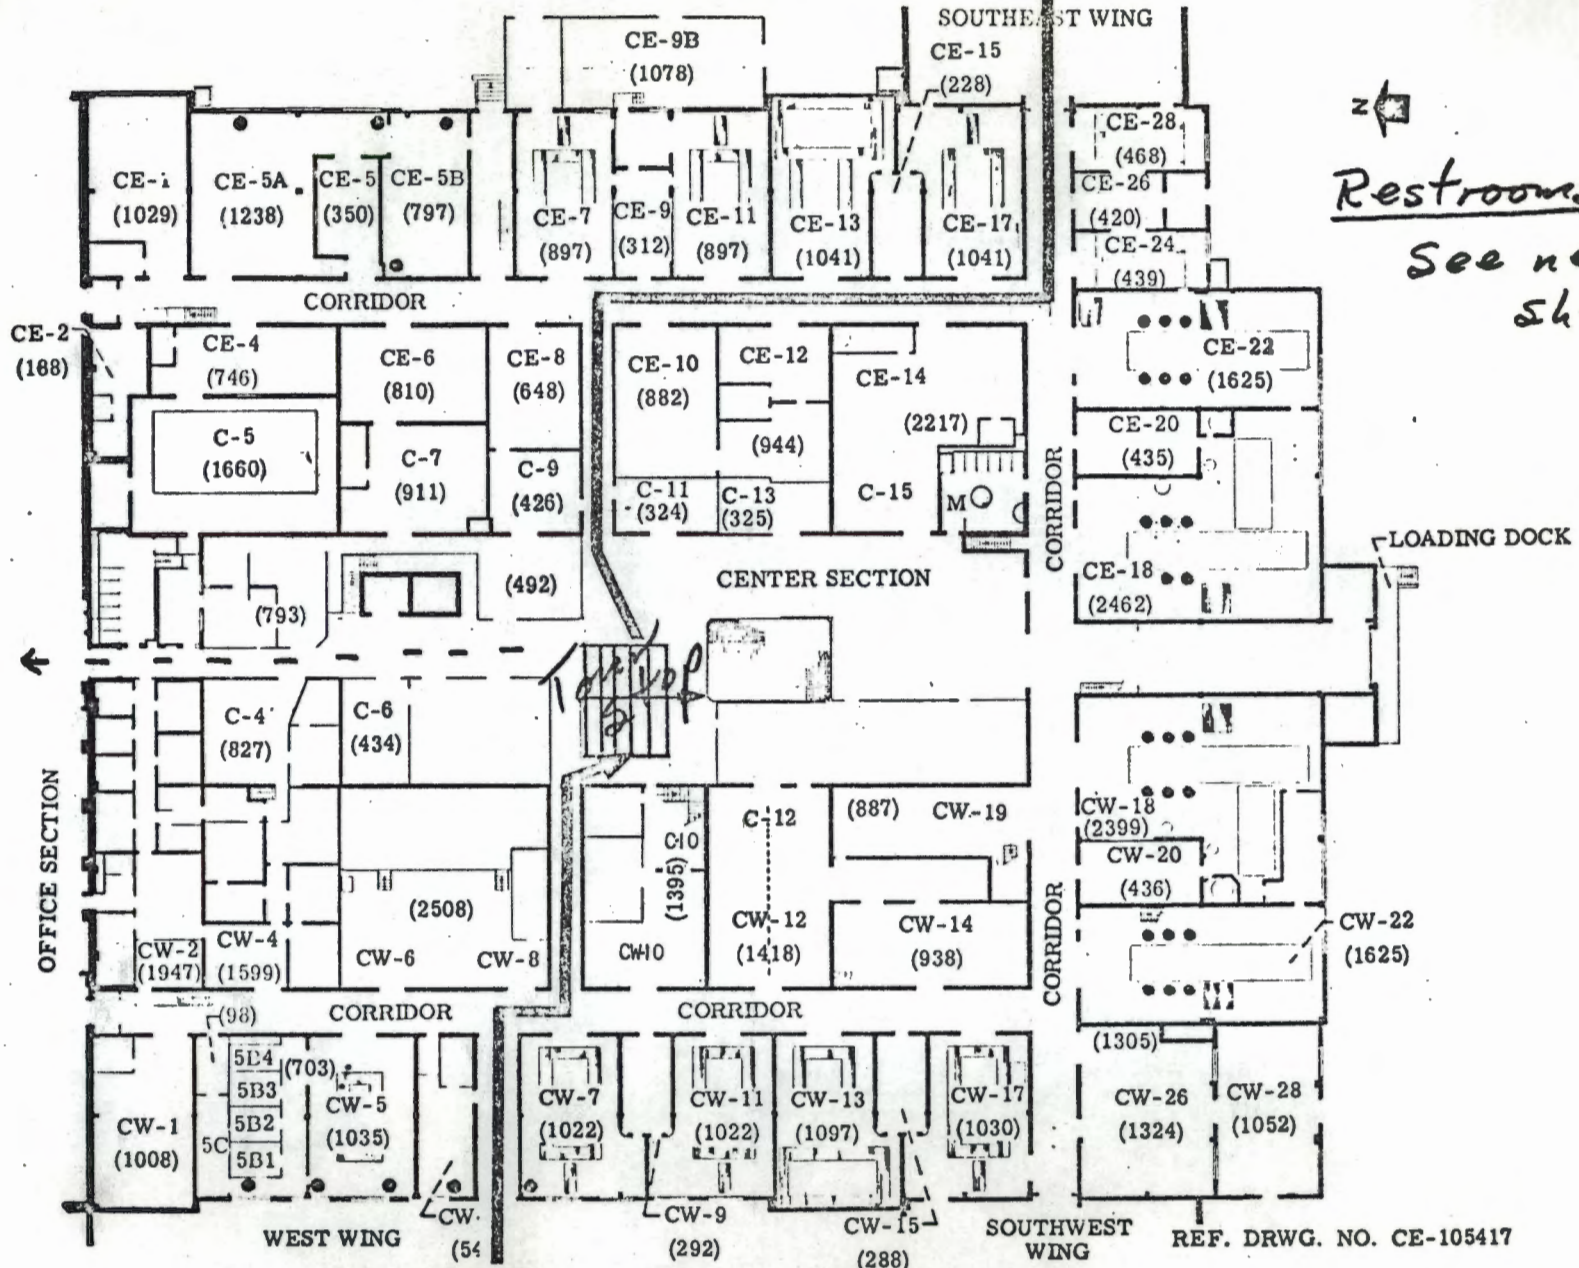 SOUTHEAST WING
CE-9B
(1078)
CE-15
(228)
Z
CE-1
(1029)
CE-5A
(1238)
CE-5
(350)
CE-5B
(797)
CE-7
(897)
CE-9
(312)
CE-11
(897)
CE-13
(1041)
CE-17
(1041)
CE-28
(468)
CE-26
(420)
CE-24
(439)
See
CORRIDOR
CE-2
(188)
CE-4
(746)
CE-6
(810)
CE-8
(648)
CE-10
(882)
CE-12
(944)
CE-14
(2217)
CE-22
(1625)
C-5
(1660)
C-7
(911)
C-9
(426)
C-11
(324)
C-13
(325)
C-15
M
CE-20
(435)
CORRIDOR
CE-18
(2462)
LOADING DOCK
(793)
(492)
CENTER SECTION
C-4
(827)
C-6
(434)
OFFICE SECTION
(2508)
CW-2
(1947)
CW-4
(1599)
CW-6
CW-8
C-10
(1395)
CW-10
C-12
CW-12
(1418)
(887)
CW-19
CW-14
(938)
CW-18
(2399)
CW-20
(436)
CW-22
(1625)
CORRIDOR
CORRIDOR
CORRIDOR
(98)
5B4
5B3
5B2
5B1
5C
(703)
CW-1
(1008)
CW-5
(1035)
CW-7
(1022)
CW-11
(1022)
CW-13
(1097)
CW-17
(1030)
(1305)
CW-26
(1324)
CW-28
(1052)
WEST WING
CW-9
(292)
CW-15
(288)
SOUTHWEST
WING
REF. DRWG. NO. CE-105417